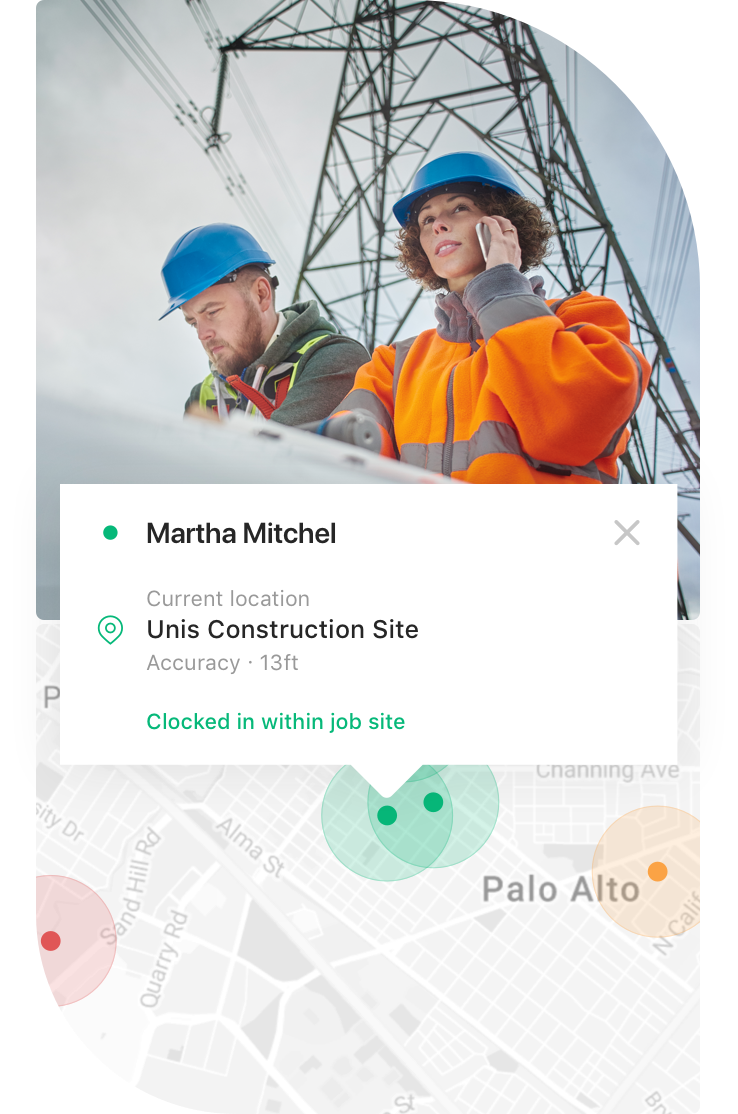 Martha Mitchel
Current location
Unis Construction Site
Accuracy · 13ft
Clocked in within job site
P
Channing Ave
sity Dr
Alma St
Sand Hill Rd
Palo Alto
Quarry Rd
N Calif
St